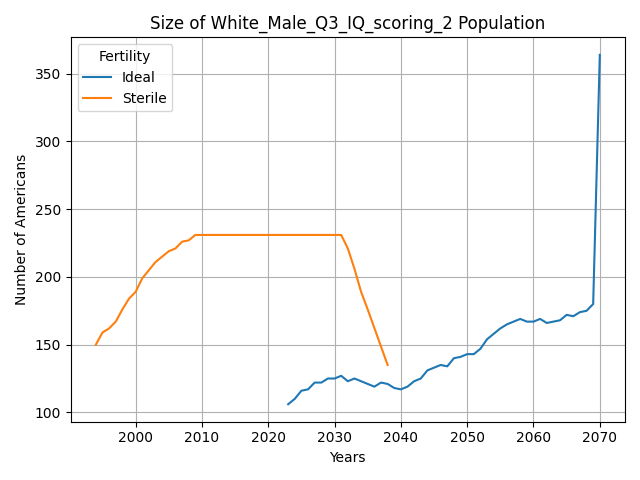 Size of White_Male_Q3_IQ_scoring_2 Population
Fertility
Ideal
Sterile
Number of Americans
350
300
250
200
150
100
2000 2010 2020 2030 2040 2050 2060 2070
Years